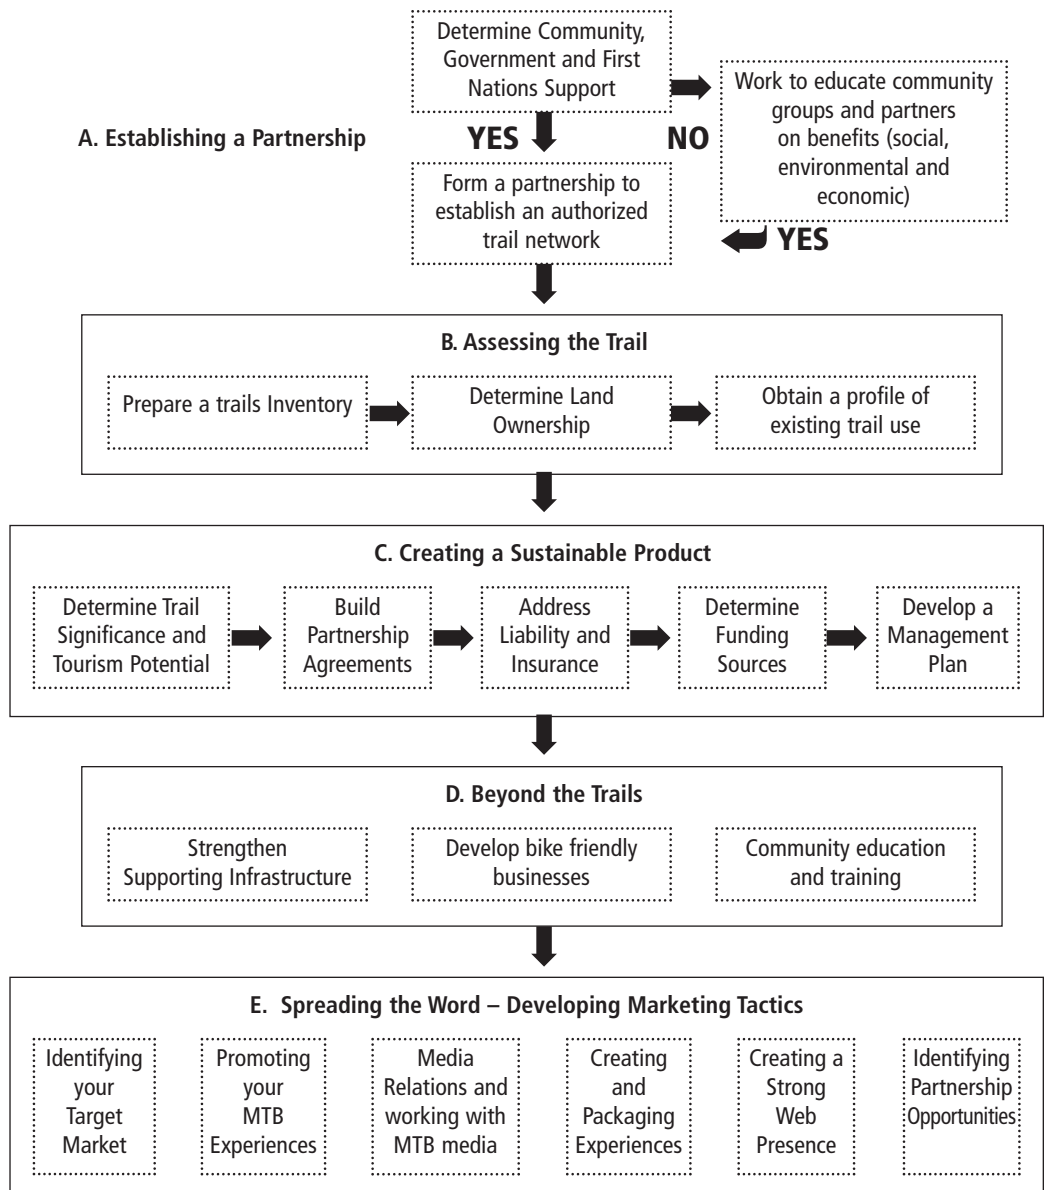 Determine Community,
Government and First
Nations Support
Work to educate community
groups and partners
on benefits (social,
environmental and
economic)
A. Establishing a Partnership
YES
NO
Form a partnership to
establish an authorized
trail network
YES
B. Assessing the Trail
Prepare a trails Inventory
Determine Land
Ownership
Obtain a profile of
existing trail use
C. Creating a Sustainable Product
Determine Trail
Significance and
Tourism Potential
Build
Partnership
Agreements
Address
Liability and
Insurance
Determine
Funding
Sources
Develop a
Management
Plan
D. Beyond the Trails
Strengthen
Supporting Infrastructure
Develop bike friendly
businesses
Community education
and training
E. Spreading the Word – Developing Marketing Tactics
Identifying
your
Target
Market
Promoting
your
MTB
Experiences
Media
Relations and
working with
MTB media
Creating
and
Packaging
Experiences
Creating a
Strong
Web
Presence
Identifying
Partnership
Opportunities